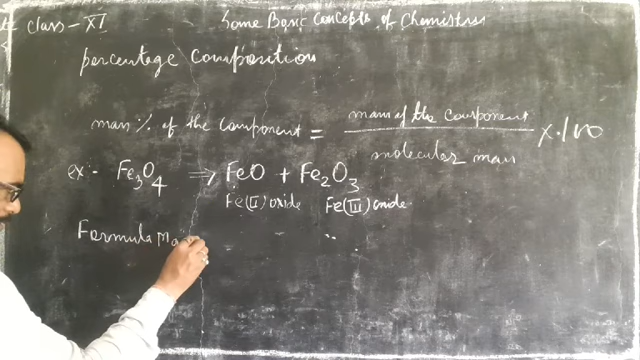 class - XI
Some Basic Concepts of Chemistry
percentage Composition
mass % of the component = mass of the component / molecular mass × 100
ex:- Fe₃O₄ ⇒ FeO + Fe₂O₃
Fe(II) oxide Fe(III) oxide
Formula Ma